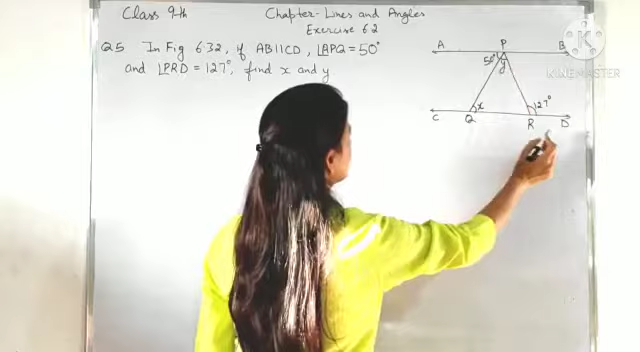 Class 9th Chapter-Lines and Angles
Exercise 6.2
Q.5 In Fig 6.32, if AB||CD, ∠APQ = 50°
and ∠PRD = 127°, find x and y
A P B
50° y
x 127°
C Q R D
KINEMASTER